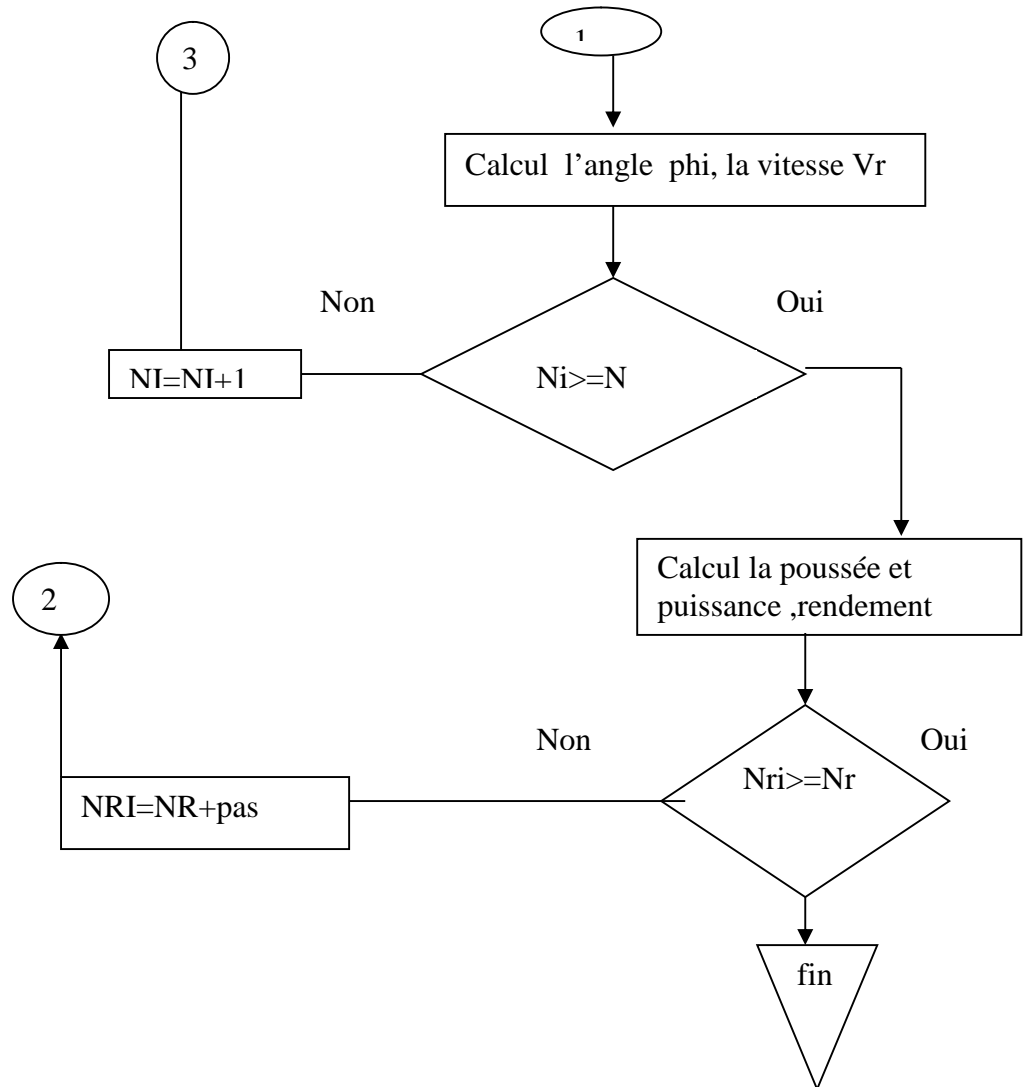 3
1
Calcul l’angle phi, la vitesse Vr
Non
Oui
NI=NI+1
Ni>=N
Calcul la poussée et
puissance ,rendement
2
Non
Oui
Nri>=Nr
NRI=NR+pas
fin